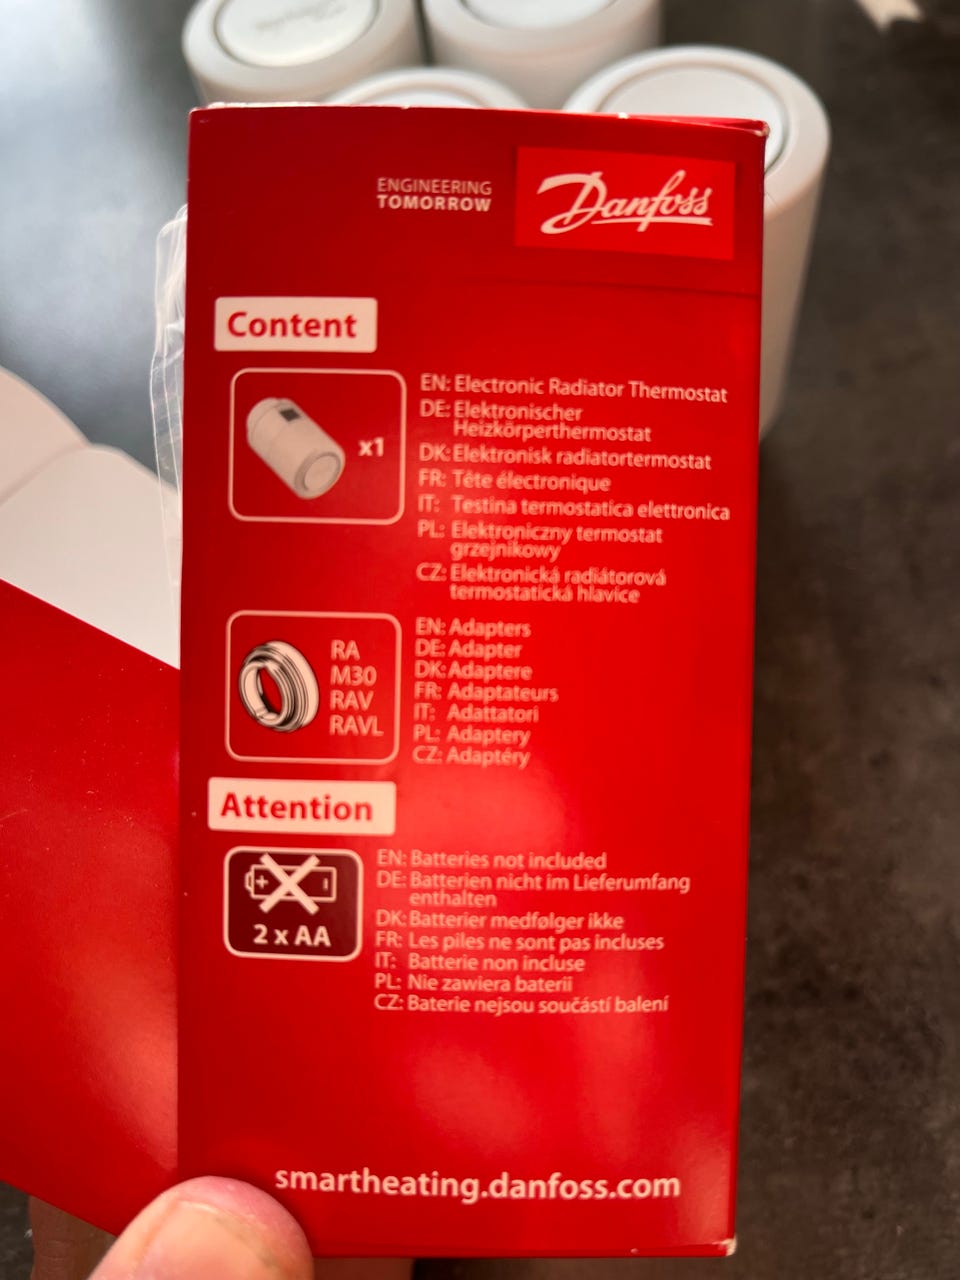 ENGINEERING
TOMORROW
Danfoss
Content
x1
EN: Electronic Radiator Thermostat
DE: Elektronischer
Heizkörperthermostat
DK: Elektronisk radiatortermostat
FR: Tête électronique
IT: Testina termostatica elettronica
PL: Elektroniczny termostat
grzejnikowy
CZ: Elektronická radiátorová
termostatická hlavice
RA
M30
RAV
RAVL
EN: Adapters
DE: Adapter
DK: Adaptere
FR: Adaptateurs
IT: Adattatori
PL: Adaptery
CZ: Adaptéry
Attention
2 x AA
EN: Batteries not included
DE: Batterien nicht im Lieferumfang
enthalten
DK: Batterier medfølger ikke
FR: Les piles ne sont pas incluses
IT: Batterie non incluse
PL: Nie zawiera baterii
CZ: Baterie nejsou součástí balení
smartheating.danfoss.com